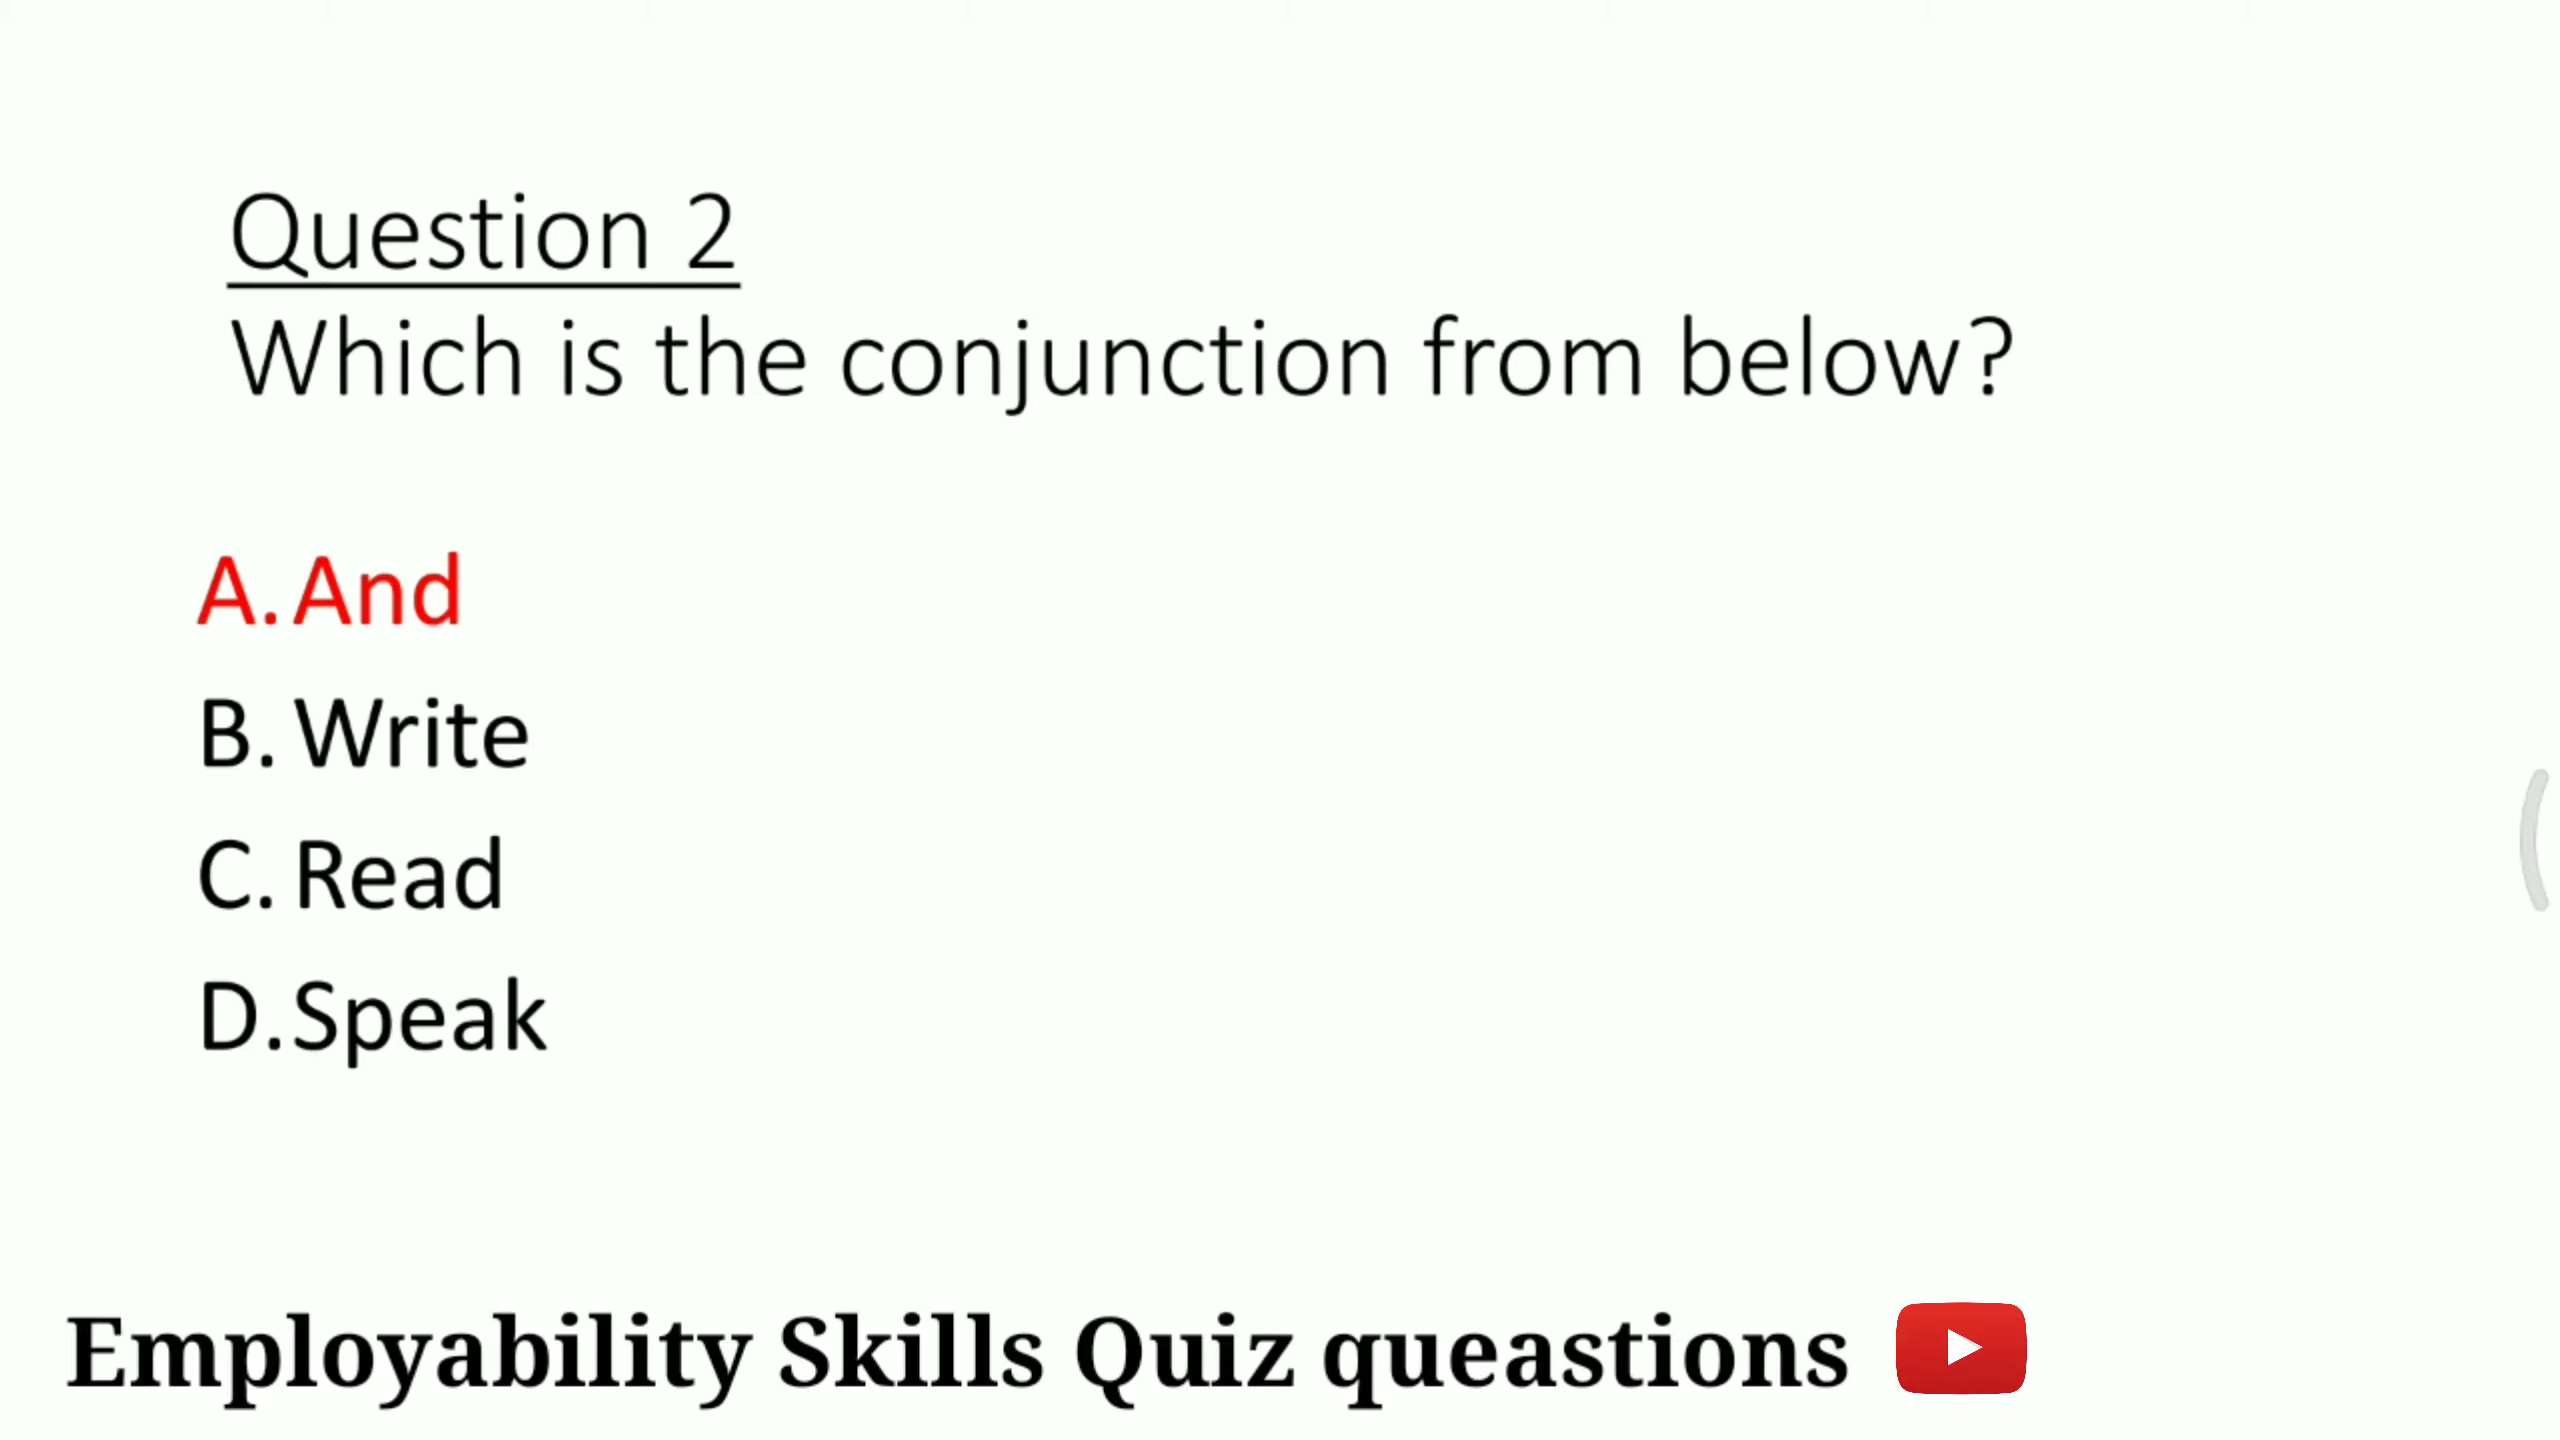 Question 2
Which is the conjunction from below?
A. And
B. Write
C. Read
D. Speak
Employability Skills Quiz queastions